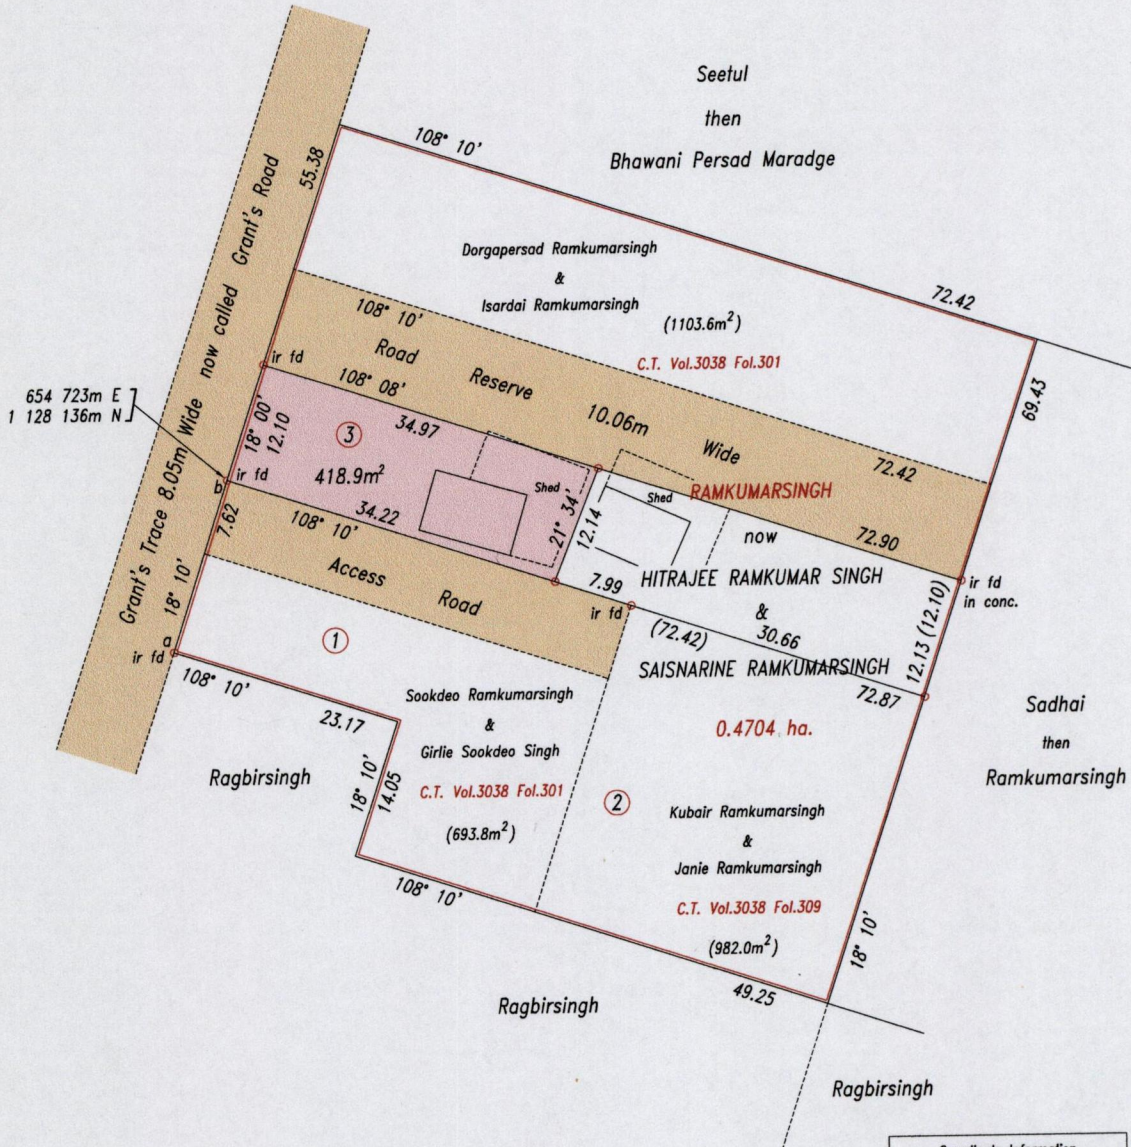 Seetul
then
Bhawani Persad Maradge
108° 10'
55.38
Grant's Trace 8.05m Wide now called Grant's Road
Dorgapersad Ramkumarsingh
&
Isardai Ramkumarsingh
(1103.6m²)
C.T. Vol.3038 Fol.301
72.42
69.43
108° 10'
Road Reserve 10.06m Wide
72.42
ir fd
108° 08'
34.97
654 723m E
1 128 136m N
18° 00'
12.10
3
418.9m²
Shed
21° 34'
12.14
Shed
RAMKUMARSINGH
now
HITRAJEE RAMKUMAR SINGH
&
SAISNARINE RAMKUMARSINGH
0.4704 ha.
72.90
ir fd
in conc.
12.13 (12.10)
b
ir fd
34.22
108° 10'
7.62
7.99
ir fd
(72.42)
30.66
72.87
Access Road
18° 10'
a
ir fd
1
108° 10'
23.17
18° 10'
14.05
Sookdeo Ramkumarsingh
&
Girlie Sookdeo Singh
C.T. Vol.3038 Fol.301
(693.8m²)
Ragbirsingh
Sadhai
then
Ramkumarsingh
2
Kubair Ramkumarsingh
&
Janie Ramkumarsingh
C.T. Vol.3038 Fol.309
(982.0m²)
18° 10'
108° 10'
49.25
Ragbirsingh
Ragbirsingh